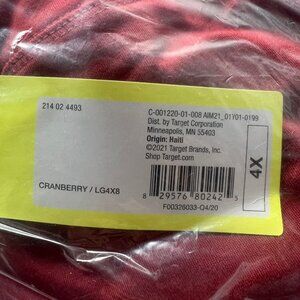 214 02 4493
C-001220-01-008 AIM21_01Y01-0199
Dist. by Target Corporation
Minneapolis, MN 55403
Origin: Haiti
©2021 Target Brands, Inc.
Shop Target.com
4X
CRANBERRY / LG4X8
8 29576 80242 5
F00326033-Q4/20